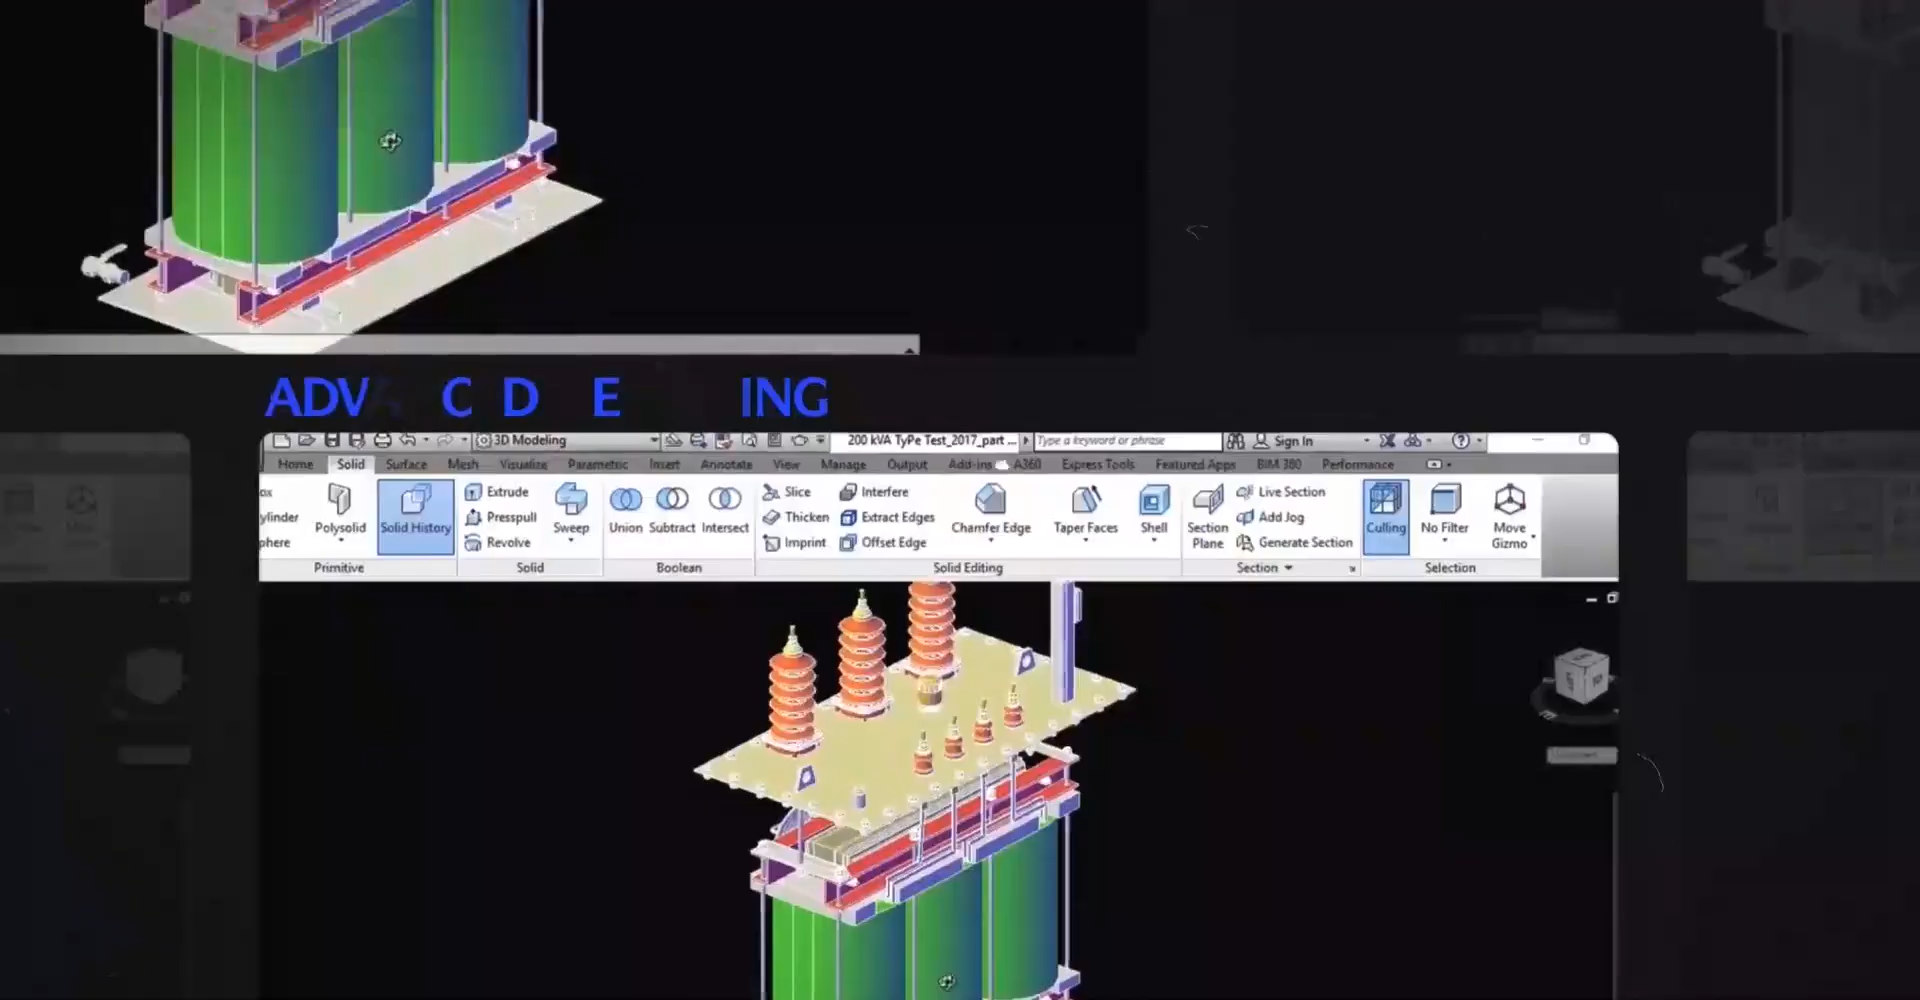 ADV C D E ING
3D Modeling 200 kVA TyPe Test_2017_part ... Type a keyword or phrase Sign In
Home Solid Surface Mesh Visualize Parametric Insert Annotate View Manage Output Add-ins A360 Express Tools Featured Apps BIM 360 Performance
ox Extrude Slice Interfere Live Section
ylinder Presspull Thicken Extract Edges Add Jog
phere Revolve Imprint Offset Edge Generate Section
Polysolid Solid History Sweep Union Subtract Intersect Chamfer Edge Taper Faces Shell Section Plane Culling No Filter Move Gizmo
Primitive Solid Boolean Solid Editing Section Selection